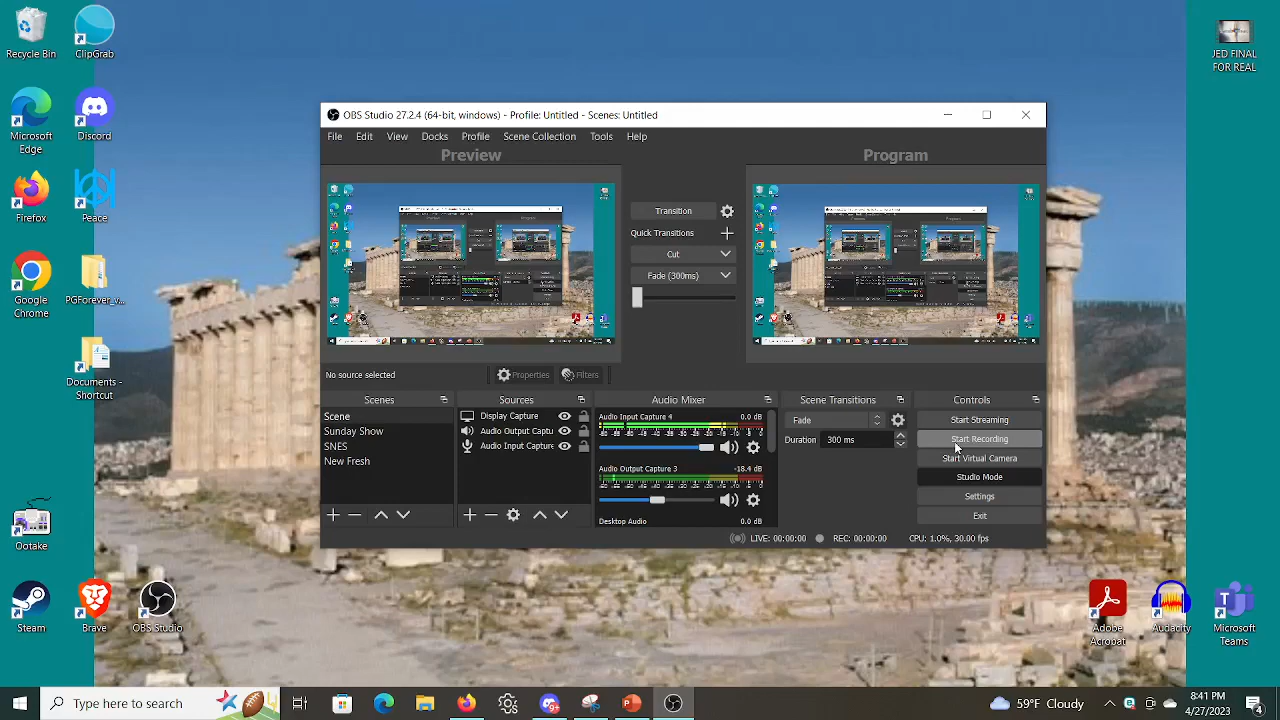 Recycle Bin
ClipGrab
Microsoft
Edge
Discord
Firefox
Peace
Google
Chrome
PGForever_v...
Documents -
Shortcut
Ootake
Steam
Brave
OBS Studio
JED FINAL
FOR REAL
Adobe
Acrobat
Audacity
Microsoft
Teams
OBS Studio 27.2.4 (64-bit, windows) - Profile: Untitled - Scenes: Untitled
File Edit View Docks Profile Scene Collection Tools Help
Preview
Program
Transition
Quick Transitions
Cut
Fade (300ms)
No source selected
Properties
Filters
Scenes
Scene
Sunday Show
SNES
New Fresh
Sources
Display Capture
Audio Output Captu
Audio Input Capture
Audio Mixer
Audio Input Capture 4 0.0 dB
Audio Output Capture 3 -18.4 dB
Desktop Audio 0.0 dB
Scene Transitions
Fade
Duration 300 ms
Controls
Start Streaming
Start Recording
Start Virtual Camera
Studio Mode
Settings
Exit
LIVE: 00:00:00 REC: 00:00:00 CPU: 1.0%, 30.00 fps
Type here to search
59°F Cloudy
8:41 PM
4/27/2023
4